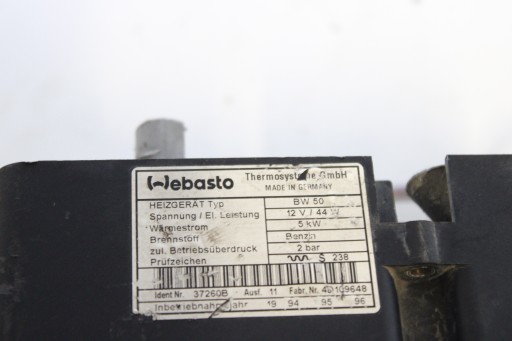 Webasto Thermosysteme GmbH
MADE IN GERMANY
HEIZGERÄT Typ BW 50
Spannung / El. Leistung 12 V / 44 W
Wärmestrom 5 kW
Brennstoff Benzin
zul. Betriebsüberdruck 2 bar
Prüfzeichen S 238
Ident Nr. 37260B Ausf. 11 Fabr. Nr.
Inbetriebnahmejahr 19 94 95 96